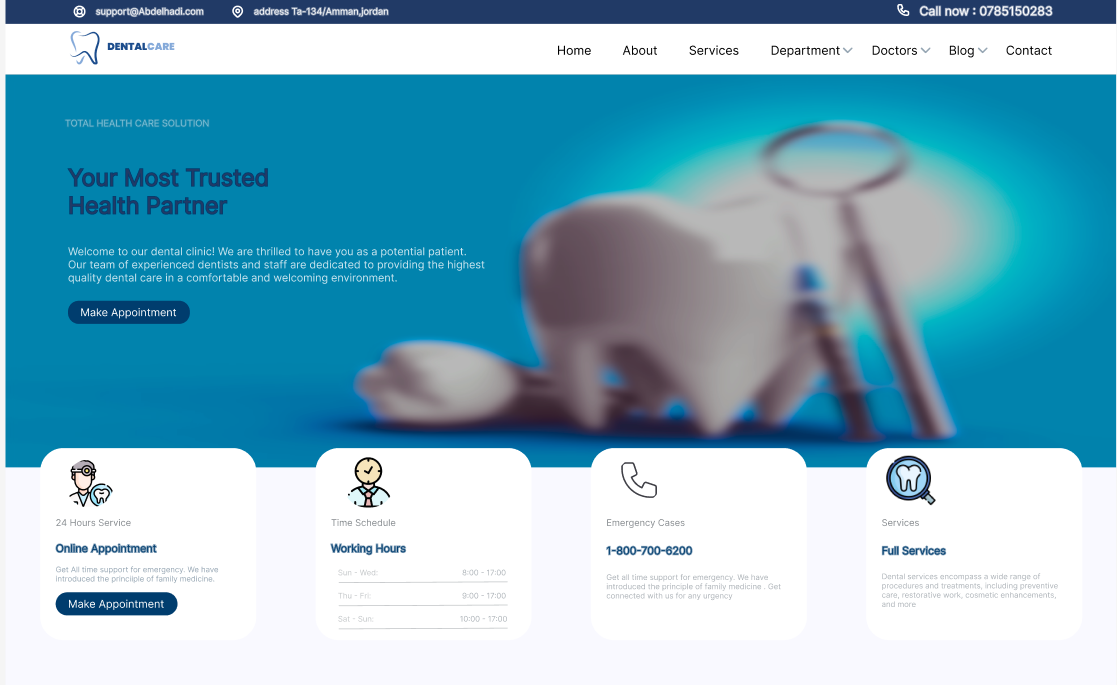 support@Abdelhadi.com
address Ta-134/Amman,jordan
Call now : 0785150283
DENTALCARE
Home
About
Services
Department
Doctors
Blog
Contact
TOTAL HEALTH CARE SOLUTION
Your Most Trusted
Health Partner
Welcome to our dental clinic! We are thrilled to have you as a potential patient.
Our team of experienced dentists and staff are dedicated to providing the highest
quality dental care in a comfortable and welcoming environment.
Make Appointment
24 Hours Service
Online Appointment
Get All time support for emergency. We have
introduced the principle of family medicine.
Make Appointment
Time Schedule
Working Hours
Sun - Wed: 8:00 - 17:00
Thu - Fri: 9:00 - 17:00
Sat - Sun: 10:00 - 17:00
Emergency Cases
1-800-700-6200
Get all time support for emergency. We have
introduced the principle of family medicine . Get
connected with us for any urgency
Services
Full Services
Dental services encompass a wide range of
procedures and treatments, including preventive
care, restorative work, cosmetic enhancements,
and more